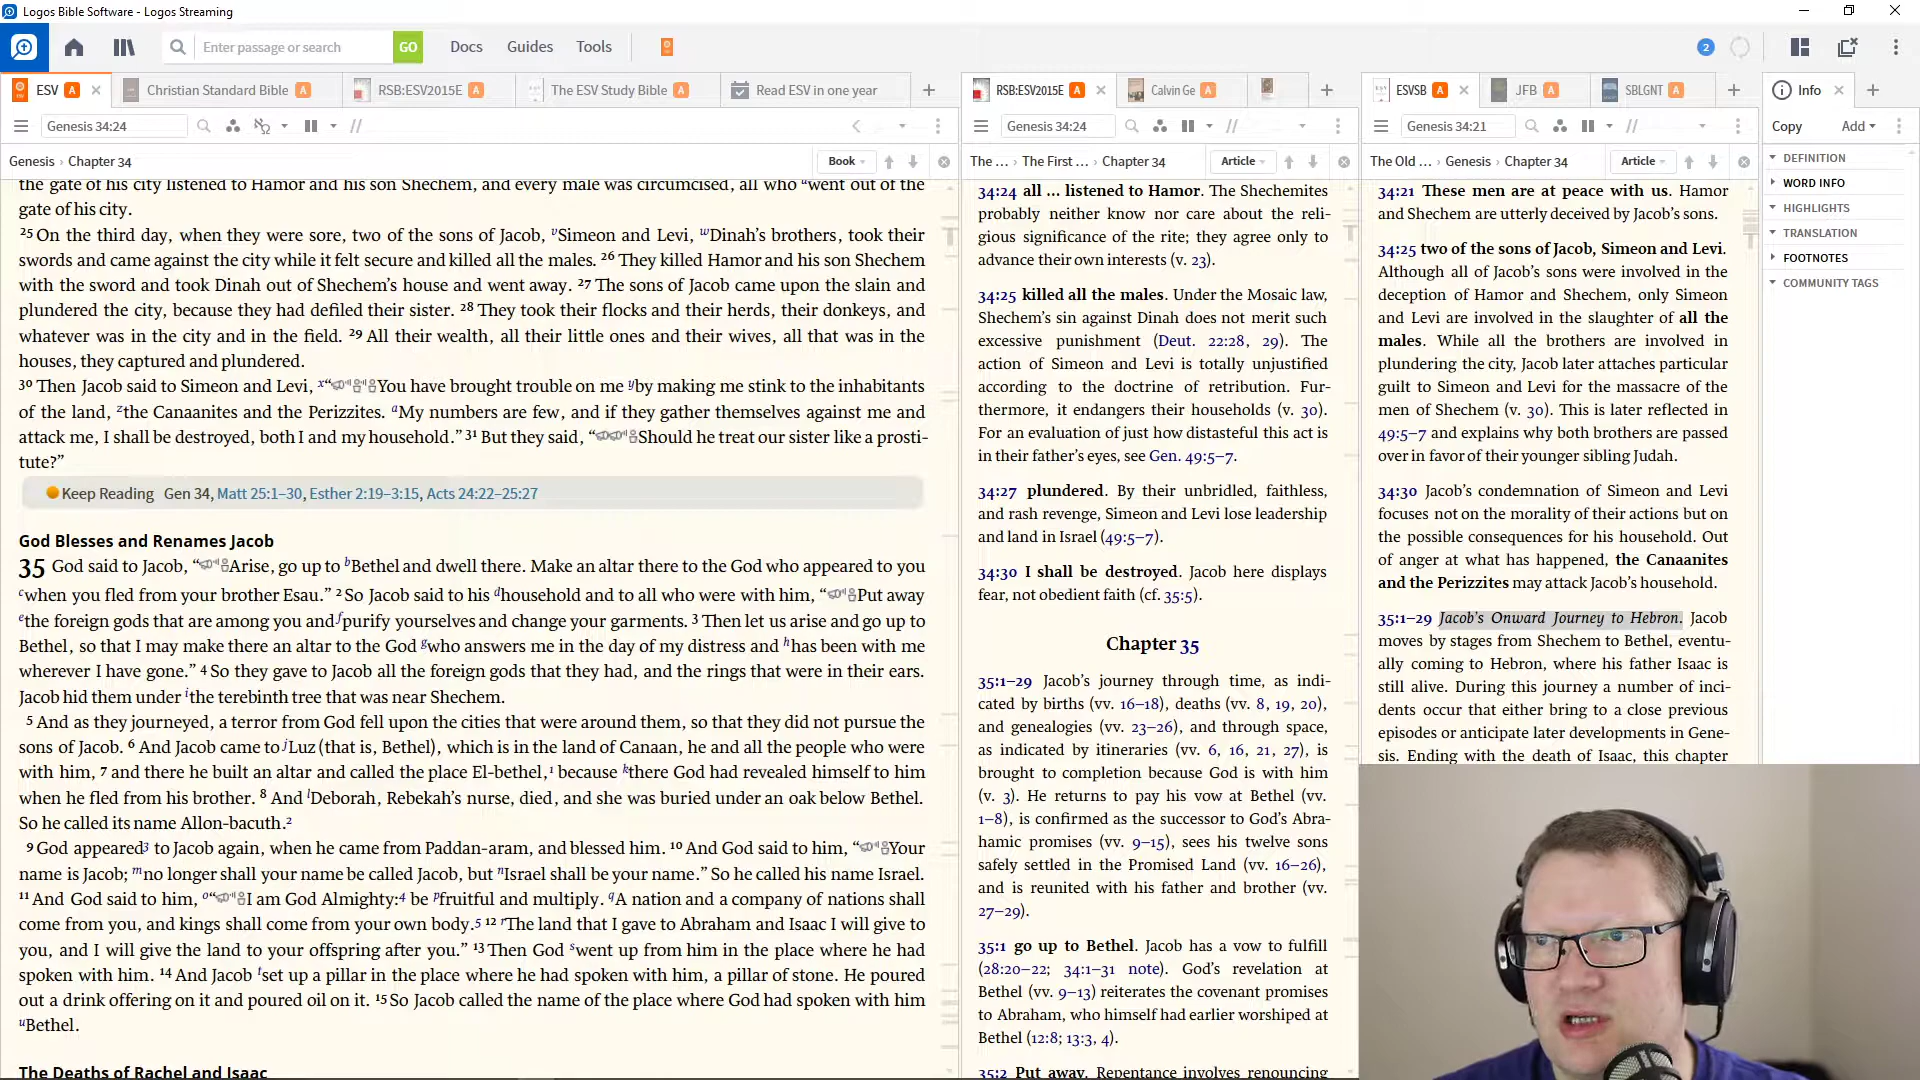 Logos Bible Software - Logos Streaming
Enter passage or search
GO
Docs
Guides
Tools
2
ESV A
Christian Standard Bible A
RSB:ESV2015E A
The ESV Study Bible A
Read ESV in one year
RSB:ESV2015E A
Calvin Ge A
ESVSB A
JFB A
SBLGNT A
Info
Genesis 34:24
Genesis 34:24
Genesis 34:21
Copy
Add
Genesis › Chapter 34
Book
The ... › The First ... › Chapter 34
Article
The Old ... › Genesis › Chapter 34
Article
the gate of his city listened to Hamor and his son Shechem, and every male was circumcised, all who ᵘwent out of the
gate of his city.
²⁵ On the third day, when they were sore, two of the sons of Jacob, ᵛSimeon and Levi, ʷDinah’s brothers, took their
swords and came against the city while it felt secure and killed all the males. ²⁶ They killed Hamor and his son Shechem
with the sword and took Dinah out of Shechem’s house and went away. ²⁷ The sons of Jacob came upon the slain and
plundered the city, because they had defiled their sister. ²⁸ They took their flocks and their herds, their donkeys, and
whatever was in the city and in the field. ²⁹ All their wealth, all their little ones and their wives, all that was in the
houses, they captured and plundered.
³⁰ Then Jacob said to Simeon and Levi, ˣ“You have brought trouble on me ʸby making me stink to the inhabitants
of the land, ᶻthe Canaanites and the Perizzites. ᵃMy numbers are few, and if they gather themselves against me and
attack me, I shall be destroyed, both I and my household.” ³¹ But they said, “Should he treat our sister like a prosti-
tute?”
Keep Reading Gen 34, Matt 25:1–30, Esther 2:19–3:15, Acts 24:22–25:27
God Blesses and Renames Jacob
35 God said to Jacob, “Arise, go up to ᵇBethel and dwell there. Make an altar there to the God who appeared to you
ᶜwhen you fled from your brother Esau.” ² So Jacob said to his ᵈhousehold and to all who were with him, “Put away
ᵉthe foreign gods that are among you and ᶠpurify yourselves and change your garments. ³ Then let us arise and go up to
Bethel, so that I may make there an altar to the God ᵍwho answers me in the day of my distress and ʰhas been with me
wherever I have gone.” ⁴ So they gave to Jacob all the foreign gods that they had, and the rings that were in their ears.
Jacob hid them under ⁱthe terebinth tree that was near Shechem.
⁵ And as they journeyed, a terror from God fell upon the cities that were around them, so that they did not pursue the
sons of Jacob. ⁶ And Jacob came to ʲLuz (that is, Bethel), which is in the land of Canaan, he and all the people who were
with him, ⁷ and there he built an altar and called the place El-bethel,¹ because ᵏthere God had revealed himself to him
when he fled from his brother. ⁸ And ˡDeborah, Rebekah’s nurse, died, and she was buried under an oak below Bethel.
So he called its name Allon-bacuth.²
⁹ God appeared³ to Jacob again, when he came from Paddan-aram, and blessed him. ¹⁰ And God said to him, “Your
name is Jacob; ᵐno longer shall your name be called Jacob, but ⁿIsrael shall be your name.” So he called his name Israel.
¹¹ And God said to him, ᵒ“I am God Almighty:⁴ be ᵖfruitful and multiply. qA nation and a company of nations shall
come from you, and kings shall come from your own body.⁵ ¹² ʳThe land that I gave to Abraham and Isaac I will give to
you, and I will give the land to your offspring after you.” ¹³ Then God ˢwent up from him in the place where he had
spoken with him. ¹⁴ And Jacob ᵗset up a pillar in the place where he had spoken with him, a pillar of stone. He poured
out a drink offering on it and poured oil on it. ¹⁵ So Jacob called the name of the place where God had spoken with him
ᵘBethel.
The Deaths of Rachel and Isaac
34:24 all ... listened to Hamor. The Shechemites
probably neither know nor care about the reli-
gious significance of the rite; they agree only to
advance their own interests (v. 23).
34:25 killed all the males. Under the Mosaic law,
Shechem’s sin against Dinah does not merit such
excessive punishment (Deut. 22:28, 29). The
action of Simeon and Levi is totally unjustified
according to the doctrine of retribution. Fur-
thermore, it endangers their households (v. 30).
For an evaluation of just how distasteful this act is
in their father’s eyes, see Gen. 49:5–7.
34:27 plundered. By their unbridled, faithless,
and rash revenge, Simeon and Levi lose leadership
and land in Israel (49:5–7).
34:30 I shall be destroyed. Jacob here displays
fear, not obedient faith (cf. 35:5).
Chapter 35
35:1–29 Jacob’s journey through time, as indi-
cated by births (vv. 16–18), deaths (vv. 8, 19, 20),
and genealogies (vv. 23–26), and through space,
as indicated by itineraries (vv. 6, 16, 21, 27), is
brought to completion because God is with him
(v. 3). He returns to pay his vow at Bethel (vv.
1–8), is confirmed as the successor to God’s Abra-
hamic promises (vv. 9–15), sees his twelve sons
safely settled in the Promised Land (vv. 16–26),
and is reunited with his father and brother (vv.
27–29).
35:1 go up to Bethel. Jacob has a vow to fulfill
(28:20–22; 34:1–31 note). God’s revelation at
Bethel (vv. 9–13) reiterates the covenant promises
to Abraham, who himself had earlier worshiped at
Bethel (12:8; 13:3, 4).
35:2 Put away. Repentance involves renouncing
34:21 These men are at peace with us. Hamor
and Shechem are utterly deceived by Jacob’s sons.
34:25 two of the sons of Jacob, Simeon and Levi.
Although all of Jacob’s sons were involved in the
deception of Hamor and Shechem, only Simeon
and Levi are involved in the slaughter of all the
males. While all the brothers are involved in
plundering the city, Jacob later attaches particular
guilt to Simeon and Levi for the massacre of the
men of Shechem (v. 30). This is later reflected in
49:5–7 and explains why both brothers are passed
over in favor of their younger sibling Judah.
34:30 Jacob’s condemnation of Simeon and Levi
focuses not on the morality of their actions but on
the possible consequences for his household. Out
of anger at what has happened, the Canaanites
and the Perizzites may attack Jacob’s household.
35:1–29 Jacob’s Onward Journey to Hebron. Jacob
moves by stages from Shechem to Bethel, eventu-
ally coming to Hebron, where his father Isaac is
still alive. During this journey a number of inci-
dents occur that either bring to a close previous
episodes or anticipate later developments in Gene-
sis. Ending with the death of Isaac, this chapter
DEFINITION
WORD INFO
HIGHLIGHTS
TRANSLATION
FOOTNOTES
COMMUNITY TAGS